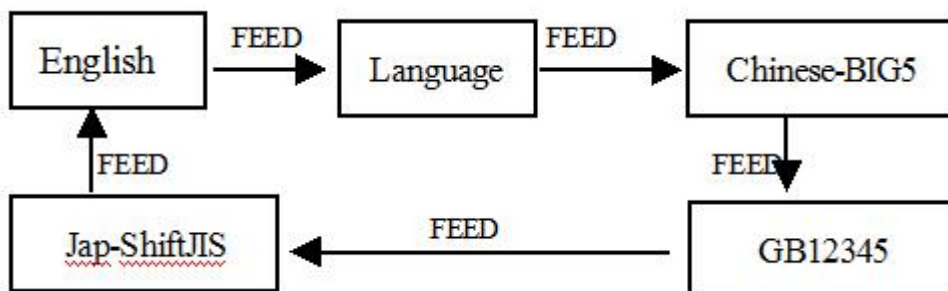 English
FEED
Language
FEED
Chinese-BIG5
FEED
FEED
Jap-ShiftJIS
FEED
GB12345